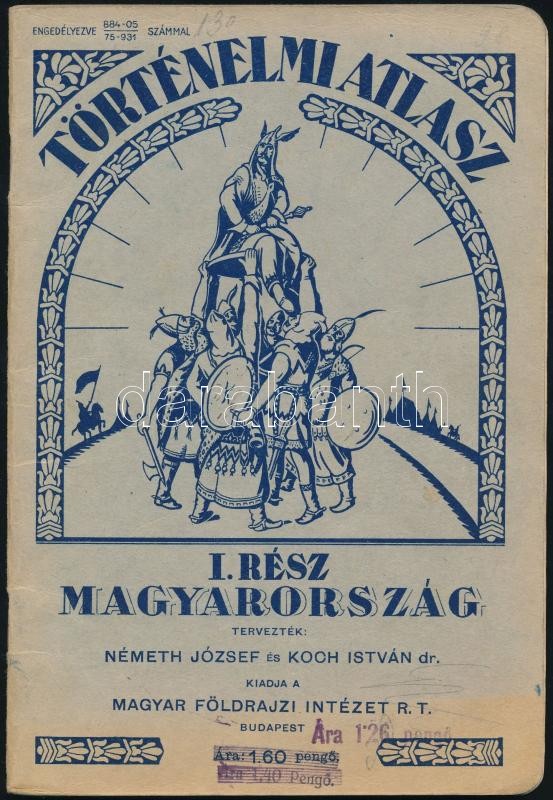 ENGEDÉLYEZVE 884-05/75-931 SZÁMMAL
130
TÖRTÉNELMI ATLASZ
darabanth
I. RÉSZ
MAGYARORSZÁG
TERVEZTÉK:
NÉMETH JÓZSEF ÉS KOCH ISTVÁN dr.
KIADJA A
MAGYAR FÖLDRAJZI INTÉZET R. T.
BUDAPEST
Ára 1'26 pengő
Ára: 1.60 pengő.
Ára 1.40 Pengő.